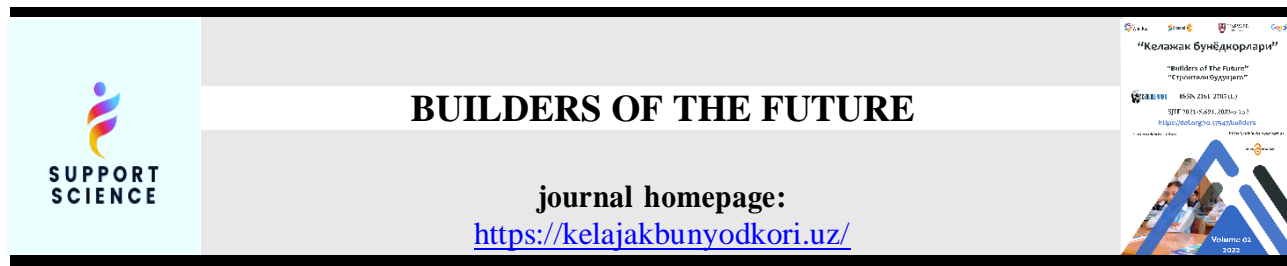 SUPPORT
SCIENCE
BUILDERS OF THE FUTURE
journal homepage:
https://kelajakbunyodkori.uz/
“Келажак бунёдкорлари”
“Builders of The Future”
“Строители будущего”
Volume 02
2022